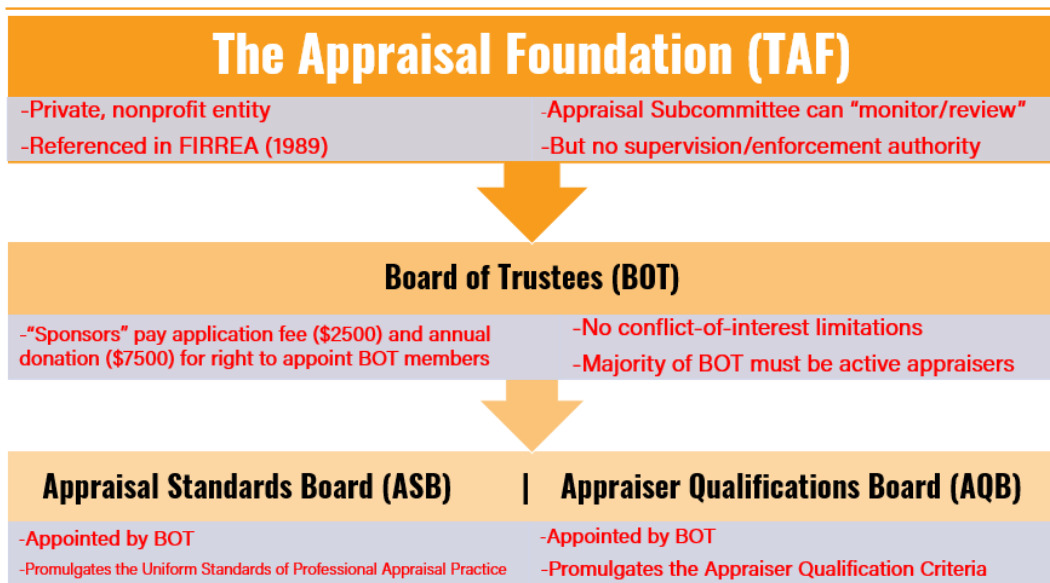 The Appraisal Foundation (TAF)
-Private, nonprofit entity
-Referenced in FIRREA (1989)
-Appraisal Subcommittee can “monitor/review”
-But no supervision/enforcement authority
Board of Trustees (BOT)
-“Sponsors” pay application fee ($2500) and annual
donation ($7500) for right to appoint BOT members
-No conflict-of-interest limitations
-Majority of BOT must be active appraisers
Appraisal Standards Board (ASB) | Appraiser Qualifications Board (AQB)
-Appointed by BOT
-Promulgates the Uniform Standards of Professional Appraisal Practice
-Appointed by BOT
-Promulgates the Appraiser Qualification Criteria